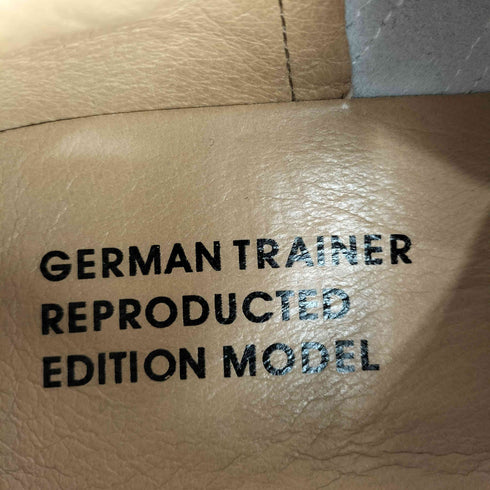 GERMAN TRAINER
REPRODUCTED
EDITION MODEL